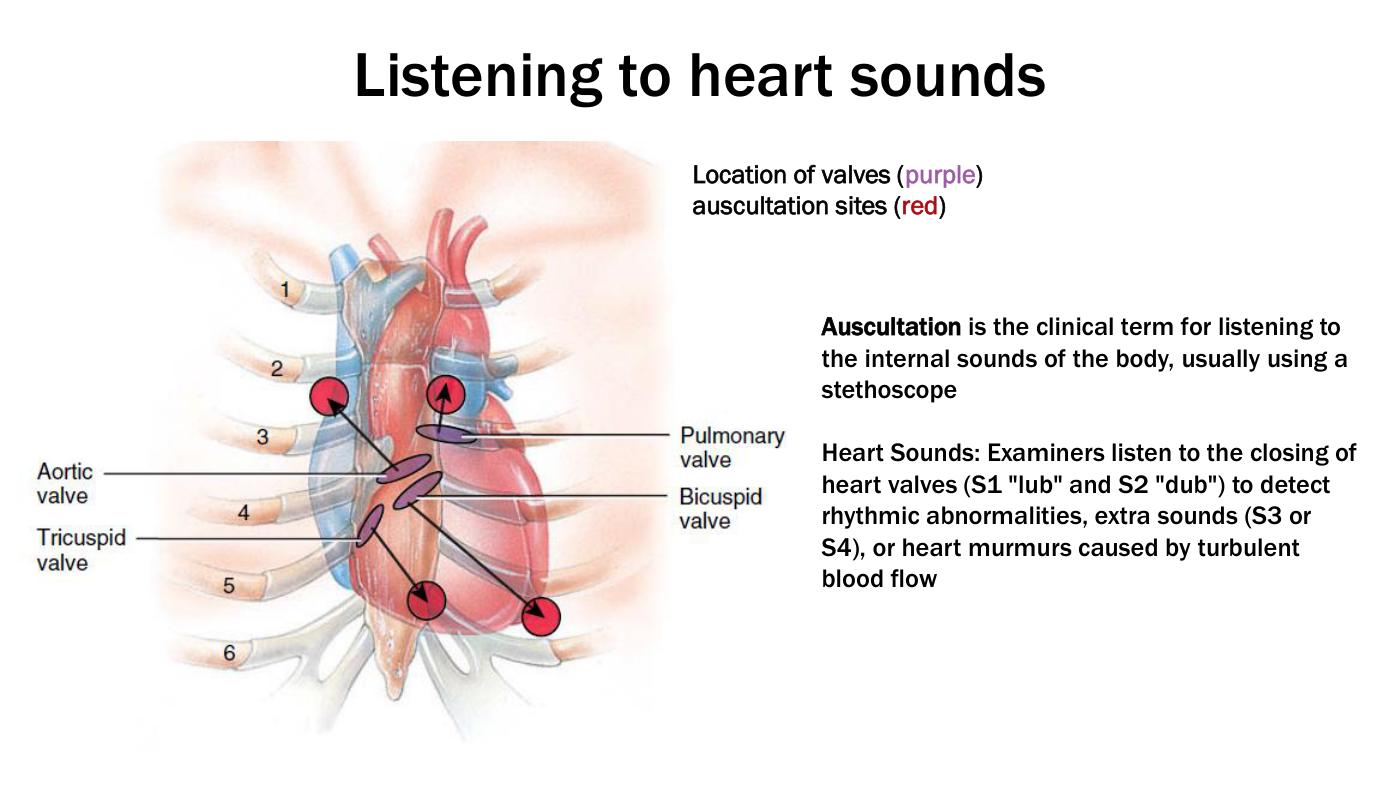 Listening to heart sounds
Location of valves (purple)
auscultation sites (red)
1
2
3
4
5
6
Aortic
valve
Tricuspid
valve
Pulmonary
valve
Bicuspid
valve
Auscultation is the clinical term for listening to
the internal sounds of the body, usually using a
stethoscope
Heart Sounds: Examiners listen to the closing of
heart valves (S1 "lub" and S2 "dub") to detect
rhythmic abnormalities, extra sounds (S3 or
S4), or heart murmurs caused by turbulent
blood flow